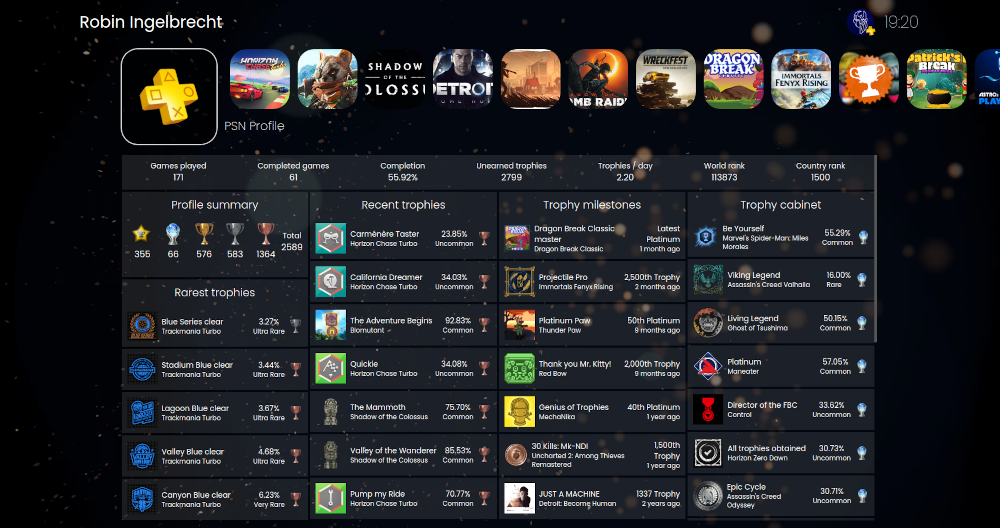 Robin Ingelbrecht
19:20
HORIZON
CHASE
SHADOW
OF THE
COLOSSU
DETROIT
TOMB RAID
WRECKFEST
DRAGON
BREAK
IMMORTALS
FENYX RISING
Patrick's
Break
ASTRO's
PLAY
PSN Profile
Games played
Completed games
Completion
Unearned trophies
Trophies / day
World rank
Country rank
171
61
55.92%
2799
2.20
113873
1500
Profile summary
355
66
576
583
1364
Total
2589
Rarest trophies
Blue Series clear
Trackmania Turbo
3.27%
Ultra Rare
Stadium Blue clear
Trackmania Turbo
3.44%
Ultra Rare
Lagoon Blue clear
Trackmania Turbo
3.67%
Ultra Rare
Valley Blue clear
Trackmania Turbo
4.68%
Ultra Rare
Canyon Blue clear
Trackmania Turbo
6.23%
Very Rare
Recent trophies
Carménère Taster
Horizon Chase Turbo
23.85%
Uncommon
California Dreamer
Horizon Chase Turbo
34.03%
Uncommon
The Adventure Begins
Biomutant
92.83%
Common
Quickie
Horizon Chase Turbo
34.08%
Uncommon
The Mammoth
Shadow of the Colossus
75.70%
Common
Valley of the Wanderer
Shadow of the Colossus
85.53%
Common
Pump my Ride
Horizon Chase Turbo
70.77%
Common
Trophy milestones
Dragon Break Classic
master
Dragon Break Classic
Latest
Platinum
1 month ago
Projectile Pro
Immortals Fenyx Rising
2,500th Trophy
2 months ago
Platinum Paw
Thunder Paw
50th Platinum
9 months ago
Thank you Mr. Kitty!
Red Bow
2,000th Trophy
9 months ago
Genius of Trophies
MechaNika
40th Platinum
1 year ago
30 Kills: Mk-NDI
Uncharted 2: Among Thieves
Remastered
1,500th
Trophy
1 year ago
JUST A MACHINE
Detroit: Become Human
1337 Trophy
2 years ago
Trophy cabinet
Be Yourself
Marvel's Spider-Man: Miles
Morales
55.29%
Common
Viking Legend
Assassin's Creed Valhalla
16.00%
Rare
Living Legend
Ghost of Tsushima
50.15%
Common
Platinum
Maneater
57.05%
Common
Director of the FBC
Control
33.62%
Uncommon
All trophies obtained
Horizon Zero Dawn
30.73%
Uncommon
Epic Cycle
Assassin's Creed
Odyssey
30.71%
Uncommon